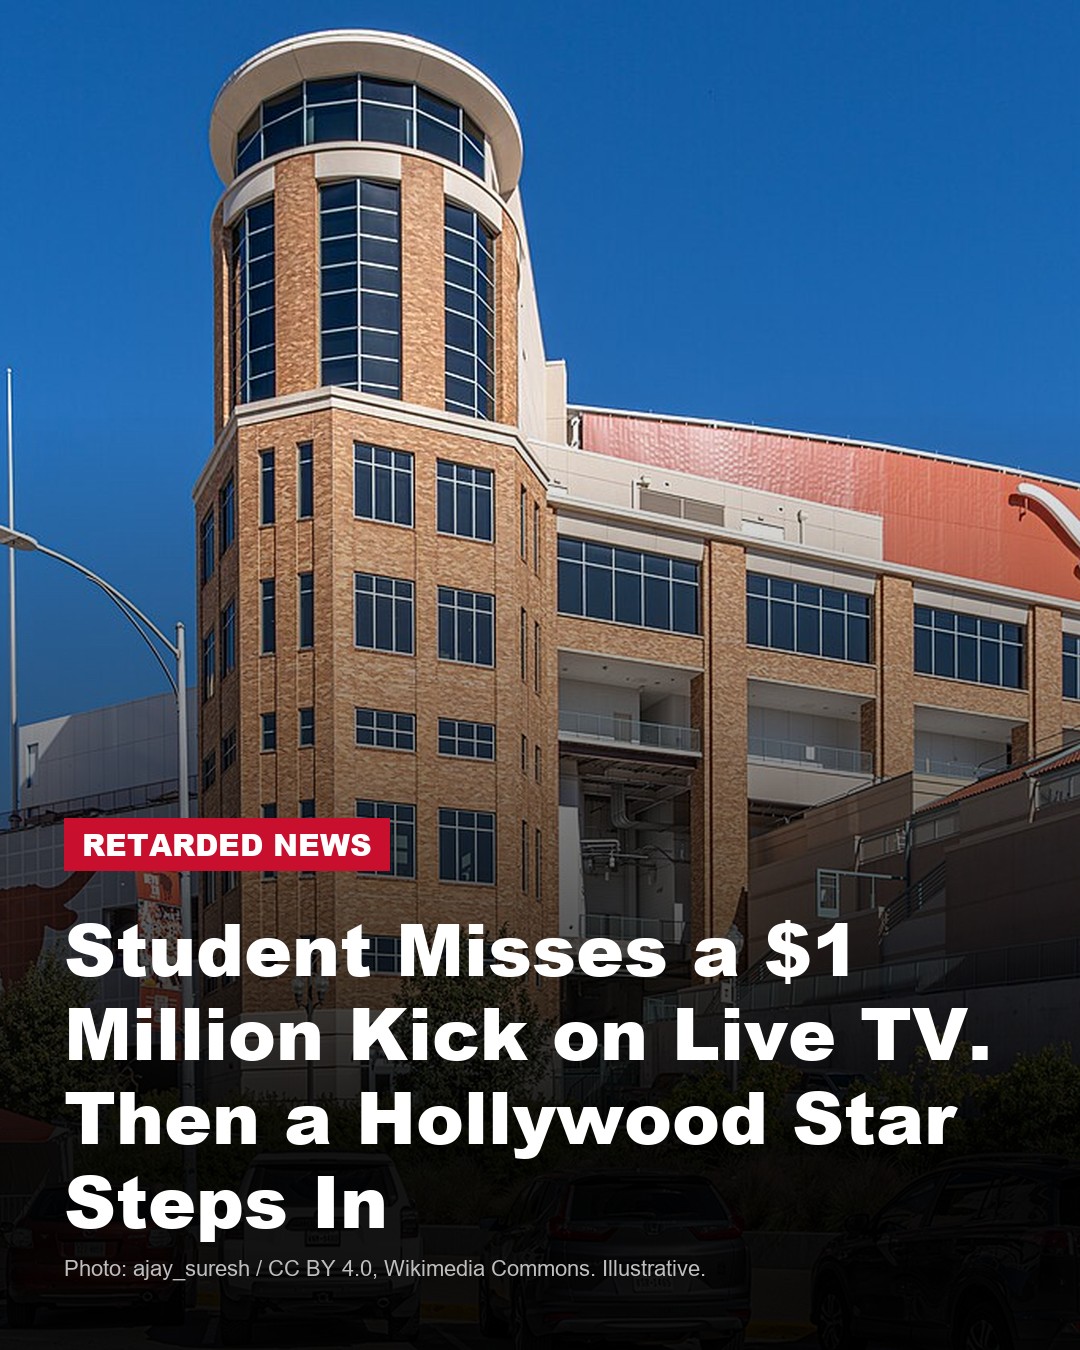 RETARDED NEWS
Student Misses a $1
Million Kick on Live TV.
Then a Hollywood Star
Steps In
Photo: ajay_suresh / CC BY 4.0, Wikimedia Commons. Illustrative.